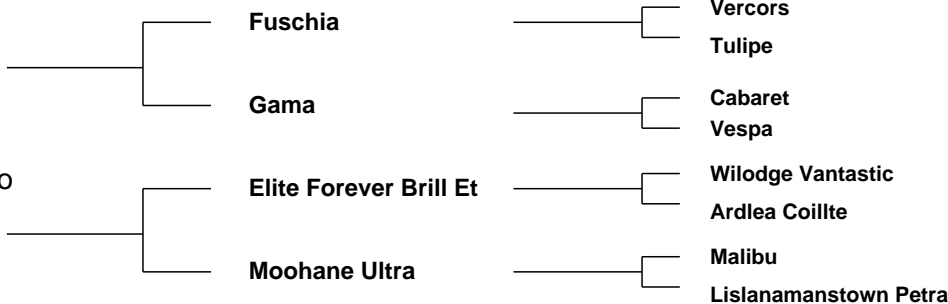 Vercors
Fuschia
Tulipe
Cabaret
Gama
Vespa
Wilodge Vantastic
o
Elite Forever Brill Et
Ardlea Coillte
Malibu
Moohane Ultra
Lislanamanstown Petra